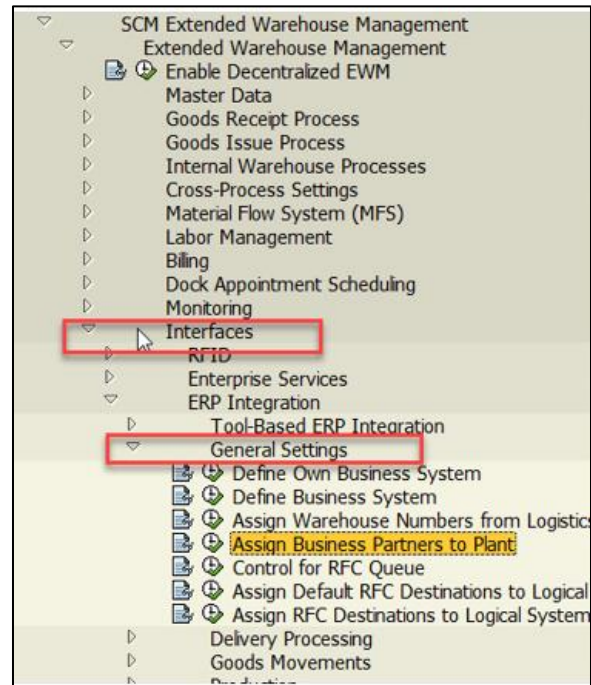 SCM Extended Warehouse Management
Extended Warehouse Management
Enable Decentralized EWM
Master Data
Goods Receipt Process
Goods Issue Process
Internal Warehouse Processes
Cross-Process Settings
Material Flow System (MFS)
Labor Management
Billing
Dock Appointment Scheduling
Monitoring
Interfaces
RFID
Enterprise Services
ERP Integration
Tool-Based ERP Integration
General Settings
Define Own Business System
Define Business System
Assign Warehouse Numbers from Logistics
Assign Business Partners to Plant
Control for RFC Queue
Assign Default RFC Destinations to Logical
Assign RFC Destinations to Logical System
Delivery Processing
Goods Movements
Production